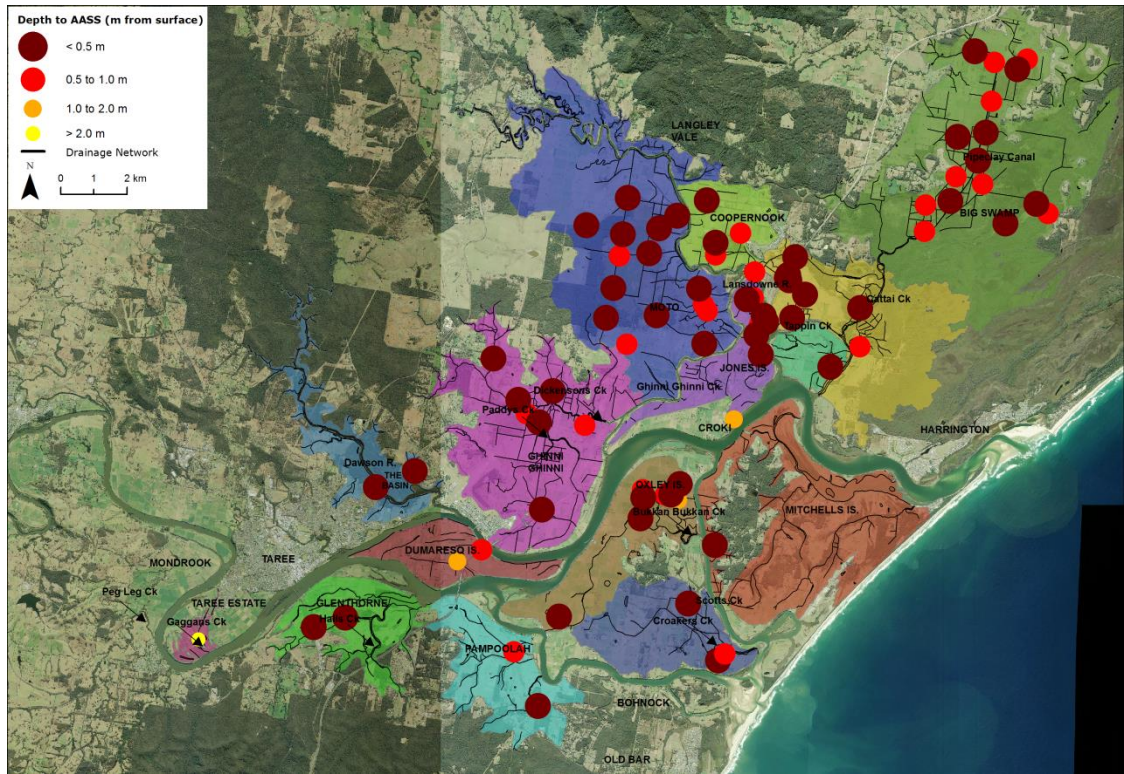 Depth to AASS (m from surface)
< 0.5 m
0.5 to 1.0 m
1.0 to 2.0 m
> 2.0 m
Drainage Network
N
0 1 2 km
LANGLEY
VALE
Pipeclay Canal
BIG SWAMP
COOPERNOOK
Lansdowne R.
Cattai Ck
MOTO
Tappin Ck
JONES IS.
Ghinni Ghinni Ck
Dickensons Ck
Paddys Ck
CROKI
HARRINGTON
GHINNI
GHINNI
Dawson R.
THE
BASIN
OXLEY IS.
Bukkan Bukkan Ck
MITCHELLS IS.
DUMARESQ IS.
MONDROOK
TAREE
Peg Leg Ck
TAREE ESTATE
GLENTHORNE
Scotts Ck
Gaggans Ck
Halls Ck
Croakers Ck
PAMPOOLAH
BOHNOCK
OLD BAR